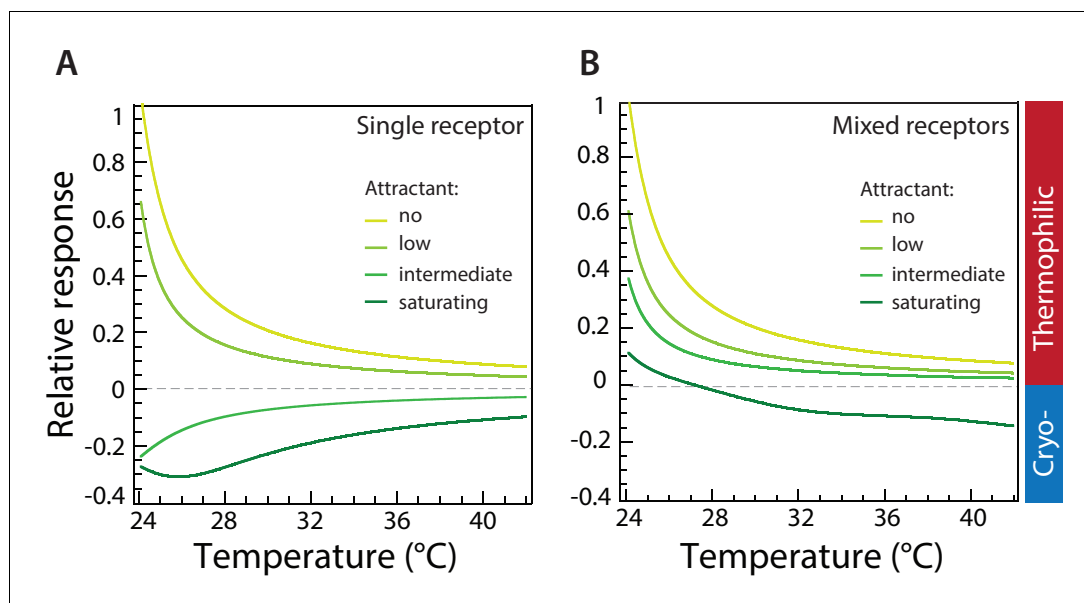 A
Single receptor
Attractant:
no
low
intermediate
saturating
Relative response
1
0.8
0.6
0.4
0.2
0
-0.2
-0.4
24 28 32 36 40
Temperature (°C)
B
Mixed receptors
Attractant:
no
low
intermediate
saturating
1
0.8
0.6
0.4
0.2
0
-0.2
-0.4
24 28 32 36 40
Temperature (°C)
Thermophilic
Cryo-